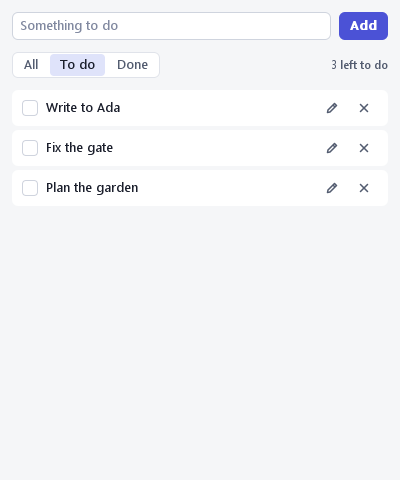 Something to do
Add
All
To do
Done
3 left to do
Write to Ada
Fix the gate
Plan the garden